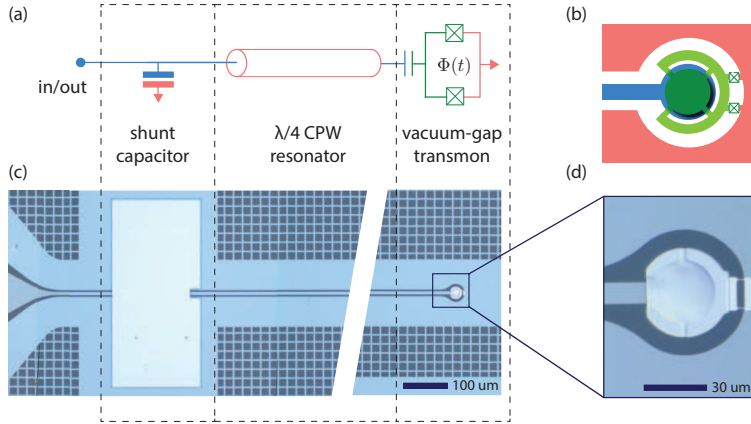 (a)
(b)
in/out
Φ(t)
shunt
capacitor
λ/4 CPW
resonator
vacuum-gap
transmon
(c)
(d)
100 um
30 um